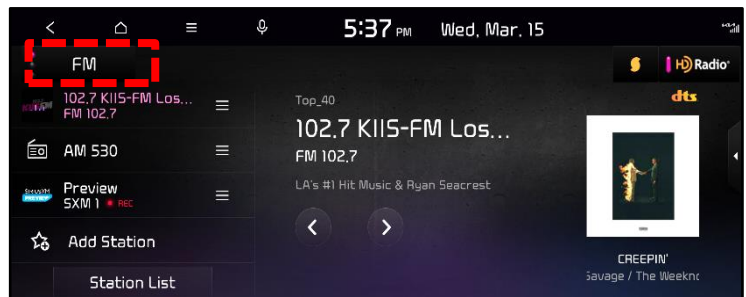 5:37 PM Wed, Mar. 15
FM
HD Radio
102.7 KIIS-FM Los...
FM 102.7
AM 530
Preview
SXM 1 REC
Add Station
Station List
Top_40
102.7 KIIS-FM Los...
FM 102.7
LA's #1 Hit Music & Ryan Seacrest
dts
CREEPIN'
Savage / The Weeknd